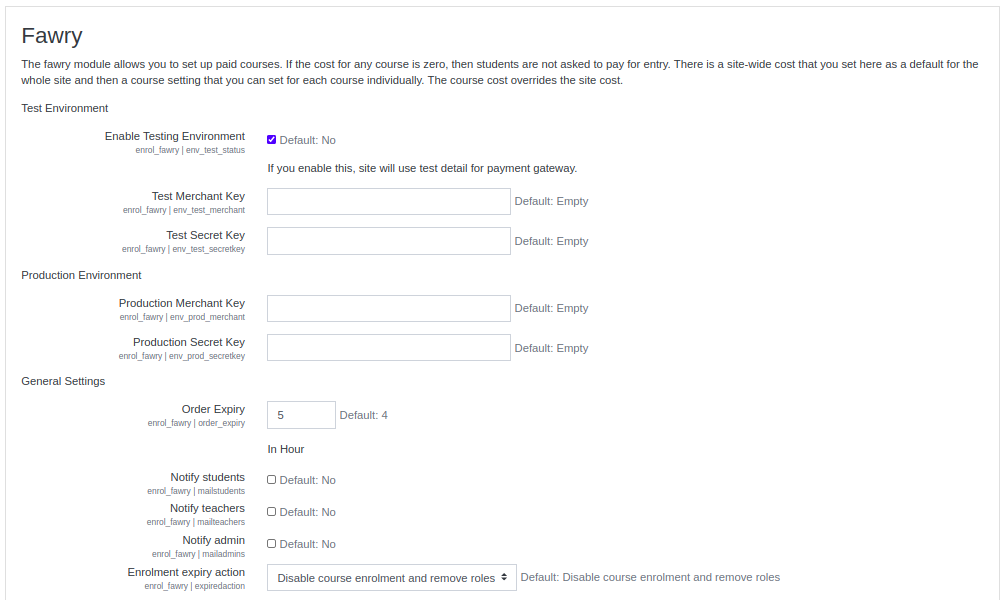 Fawry
The fawry module allows you to set up paid courses. If the cost for any course is zero, then students are not asked to pay for entry. There is a site-wide cost that you set here as a default for the
whole site and then a course setting that you can set for each course individually. The course cost overrides the site cost.
Test Environment
Enable Testing Environment
enrol_fawry | env_test_status
Default: No
If you enable this, site will use test detail for payment gateway.
Test Merchant Key
enrol_fawry | env_test_merchant
Default: Empty
Test Secret Key
enrol_fawry | env_test_secretkey
Default: Empty
Production Environment
Production Merchant Key
enrol_fawry | env_prod_merchant
Default: Empty
Production Secret Key
enrol_fawry | env_prod_secretkey
Default: Empty
General Settings
Order Expiry
enrol_fawry | order_expiry
5 Default: 4
In Hour
Notify students
enrol_fawry | mailstudents
Default: No
Notify teachers
enrol_fawry | mailteachers
Default: No
Notify admin
enrol_fawry | mailadmins
Default: No
Enrolment expiry action
enrol_fawry | expiredaction
Disable course enrolment and remove roles Default: Disable course enrolment and remove roles